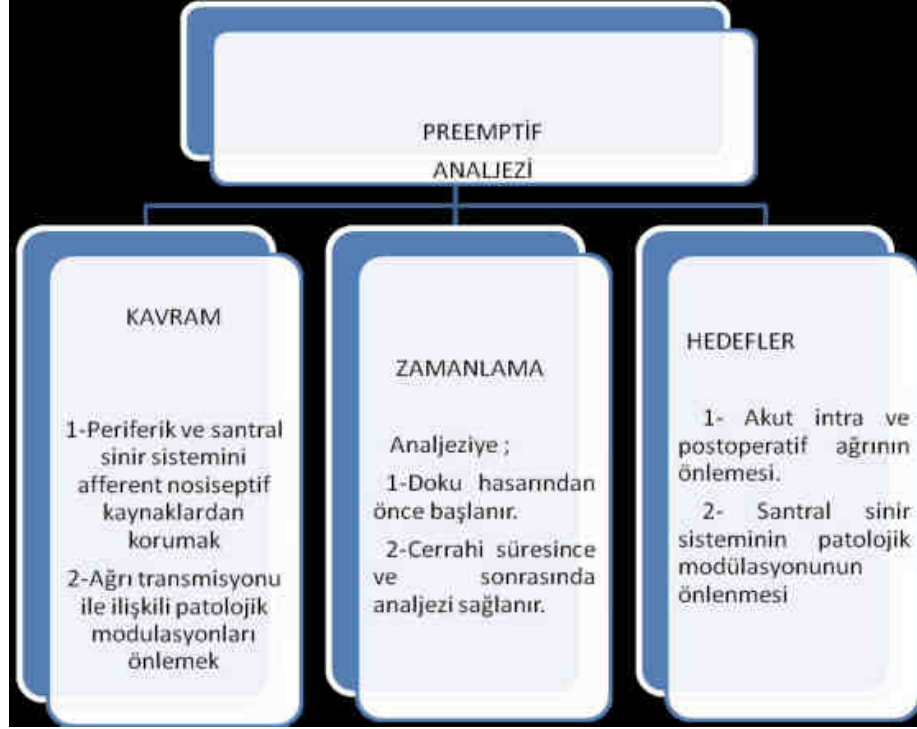 PREEMPTİF
ANALJEZİ
KAVRAM
1-Periferik ve santral
sinir sistemini
afferent nosiseptif
kaynaklardan
korumak
2-Ağrı transmisyonu
ile ilişkili patolojik
modulasyonları
önlemek
ZAMANLAMA
Analjeziye ;
1-Doku hasarından
önce başlanır.
2-Cerrahi süresince
ve sonrasında
analjezi sağlanır.
HEDEFLER
1- Akut intra ve
postoperatif ağrının
önlemesi.
2- Santral sinir
sisteminin patolojik
modülasyonunun
önlenmesi